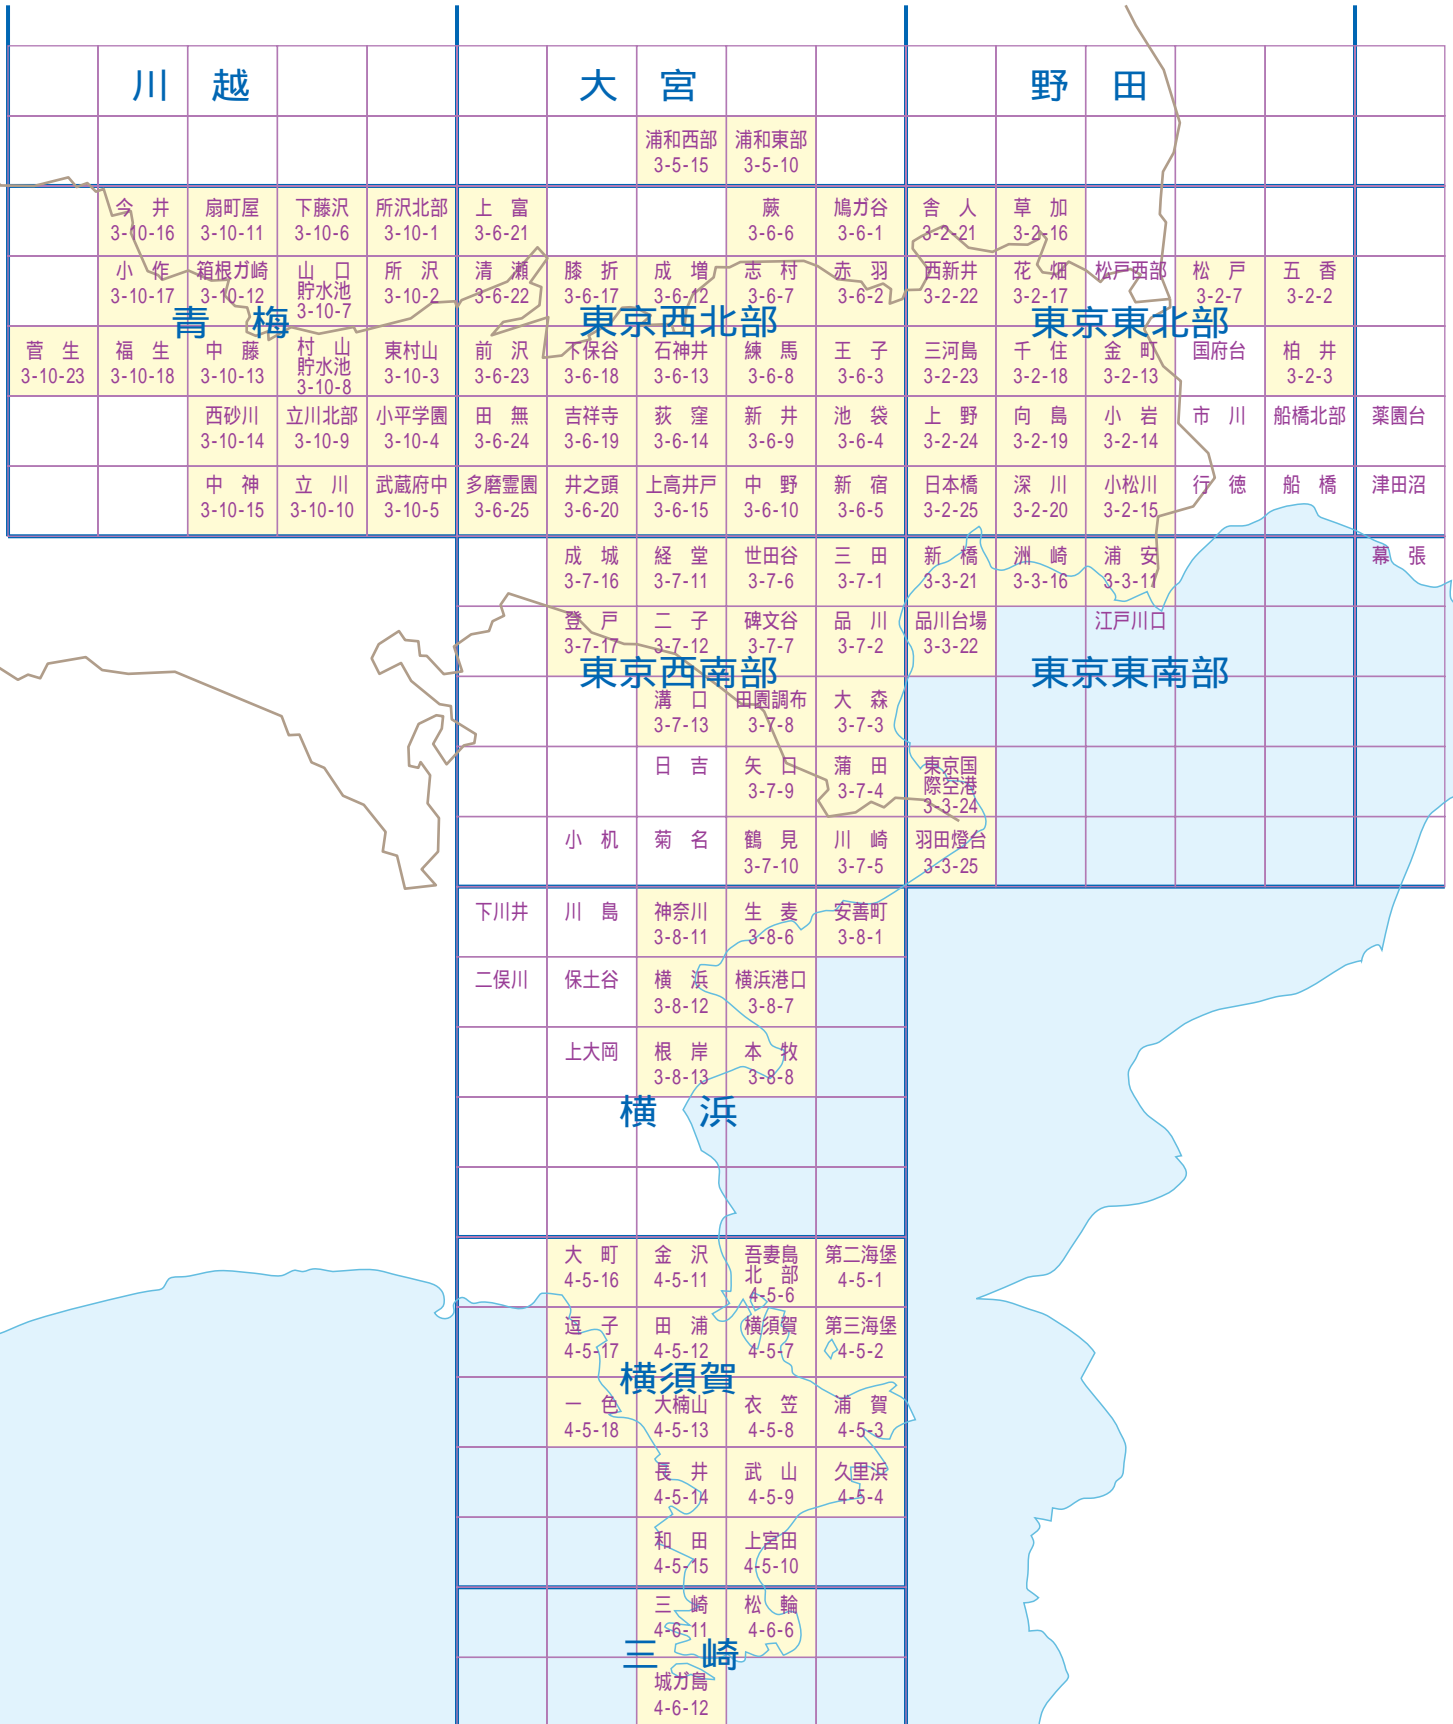 川 越
大 宮
野 田
浦和西部
3-5-15
浦和東部
3-5-10
今 井
3-10-16
扇町屋
3-10-11
下藤沢
3-10-6
所沢北部
3-10-1
上 富
3-6-21
蕨
3-6-6
鳩ガ谷
3-6-1
舎 人
3-2-21
草 加
3-2-16
小 作
3-10-17
箱根ガ崎
3-10-12
山 口
貯水池
3-10-7
所 沢
3-10-2
清 瀬
3-6-22
膝 折
3-6-17
成 増
3-6-12
志 村
3-6-7
赤 羽
3-6-2
西新井
3-2-22
花 畑
3-2-17
松戸西部
松 戸
3-2-7
五 香
3-2-2
青 梅
東京西北部
東京東北部
菅 生
3-10-23
福 生
3-10-18
中 藤
3-10-13
村 山
貯水池
3-10-8
東村山
3-10-3
前 沢
3-6-23
下保谷
3-6-18
石神井
3-6-13
練 馬
3-6-8
王 子
3-6-3
三河島
3-2-23
千 住
3-2-18
金 町
3-2-13
国府台
柏 井
3-2-3
西砂川
3-10-14
立川北部
3-10-9
小平学園
3-10-4
田 無
3-6-24
吉祥寺
3-6-19
荻 窪
3-6-14
新 井
3-6-9
池 袋
3-6-4
上 野
3-2-24
向 島
3-2-19
小 岩
3-2-14
市 川
船橋北部
薬園台
中 神
3-10-15
立 川
3-10-10
武蔵府中
3-10-5
多磨霊園
3-6-25
井之頭
3-6-20
上高井戸
3-6-15
中 野
3-6-10
新 宿
3-6-5
日本橋
3-2-25
深 川
3-2-20
小松川
3-2-15
行 徳
船 橋
津田沼
成 城
3-7-16
経 堂
3-7-11
世田谷
3-7-6
三 田
3-7-1
新 橋
3-3-21
洲 崎
3-3-16
浦 安
3-3-11
幕 張
登 戸
3-7-17
二 子
3-7-12
碑文谷
3-7-7
品 川
3-7-2
品川台場
3-3-22
江戸川口
東京西南部
東京東南部
溝 口
3-7-13
田園調布
3-7-8
大 森
3-7-3
日 吉
矢 口
3-7-9
蒲 田
3-7-4
東京国
際空港
3-3-24
小 机
菊 名
鶴 見
3-7-10
川 崎
3-7-5
羽田燈台
3-3-25
下川井
川 島
神奈川
3-8-11
生 麦
3-8-6
安善町
3-8-1
二俣川
保土谷
横 浜
3-8-12
横浜港口
3-8-7
上大岡
根 岸
3-8-13
本 牧
3-8-8
横 浜
大 町
4-5-16
金 沢
4-5-11
吾妻島
北 部
4-5-6
第二海堡
4-5-1
逗 子
4-5-17
田 浦
4-5-12
横須賀
4-5-7
第三海堡
4-5-2
横須賀
一 色
4-5-18
大楠山
4-5-13
衣 笠
4-5-8
浦 賀
4-5-3
長 井
4-5-14
武 山
4-5-9
久里浜
4-5-4
和 田
4-5-15
上宮田
4-5-10
三 崎
4-6-11
松 輪
4-6-6
三 崎
城ガ島
4-6-12